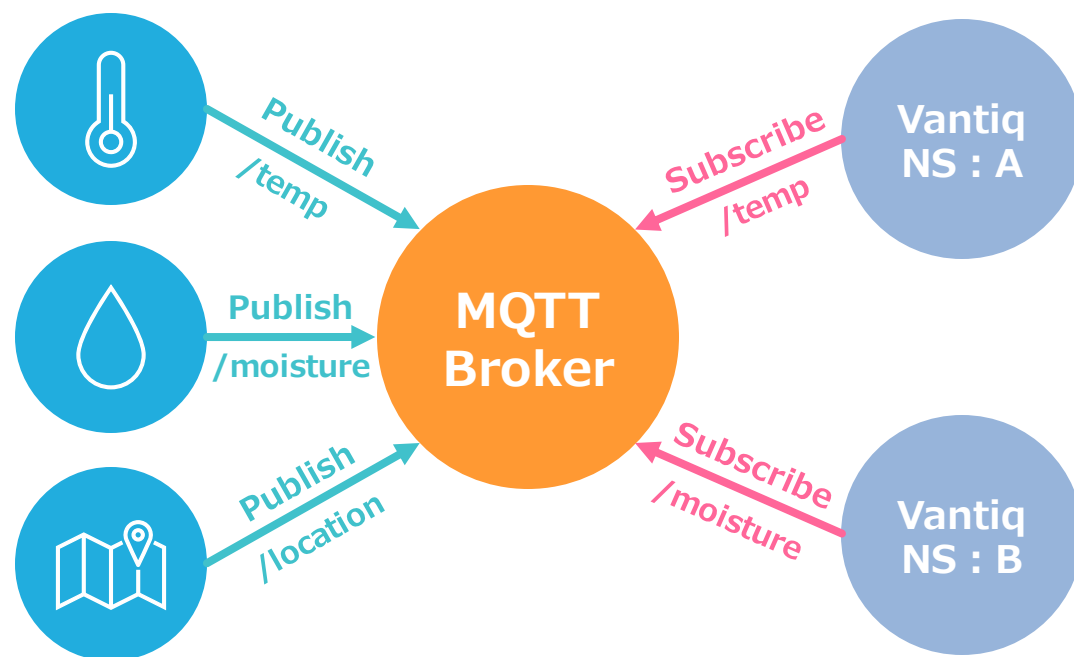 Publish
/temp
Publish
/moisture
Publish
/location
MQTT
Broker
Subscribe
/temp
Subscribe
/moisture
Vantiq
NS : A
Vantiq
NS : B